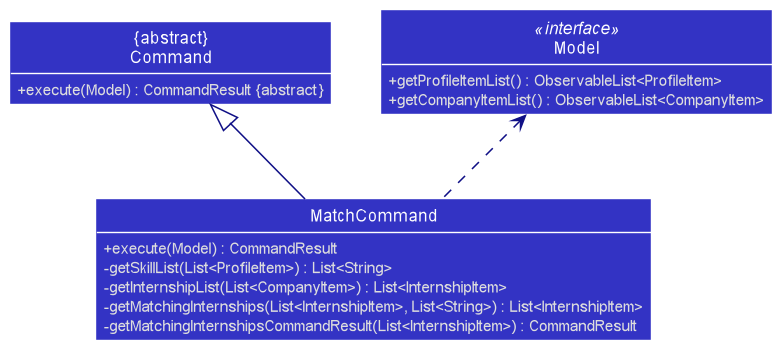 {abstract}
Command
+execute(Model) : CommandResult {abstract}
«interface»
Model
+getProfileItemList() : ObservableList<ProfileItem>
+getCompanyItemList() : ObservableList<CompanyItem>
MatchCommand
+execute(Model) : CommandResult
-getSkillList(List<ProfileItem>) : List<String>
-getInternshipList(List<CompanyItem>) : List<InternshipItem>
-getMatchingInternships(List<InternshipItem>, List<String>) : List<InternshipItem>
-getMatchingInternshipsCommandResult(List<InternshipItem>) : CommandResult